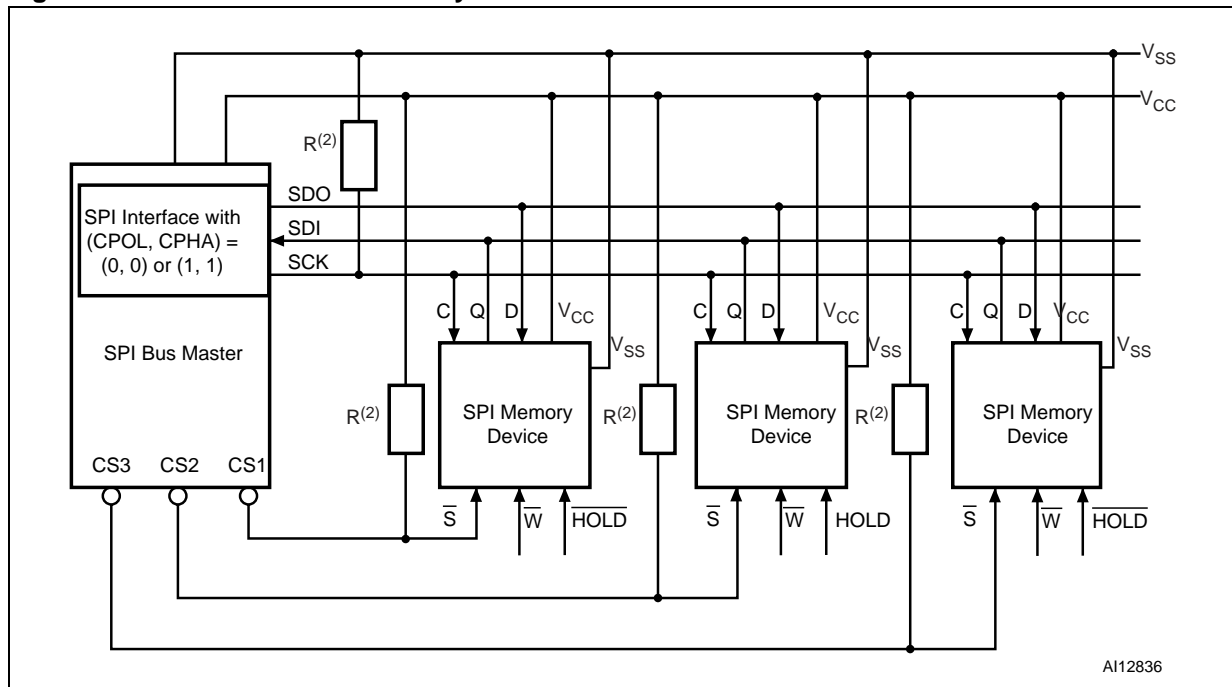 VSS
VCC
R(2)
SDO
SDI
SCK
SPI Interface with
(CPOL, CPHA) =
(0, 0) or (1, 1)
SPI Bus Master
CS3 CS2 CS1
C Q D VCC VSS
C Q D VCC VSS
C Q D VCC VSS
R(2)
SPI Memory
Device
R(2)
SPI Memory
Device
R(2)
SPI Memory
Device
S̅ W̅ H̅O̅L̅D̅
S̅ W̅ HOLD
S̅ W̅ H̅O̅L̅D̅
AI12836